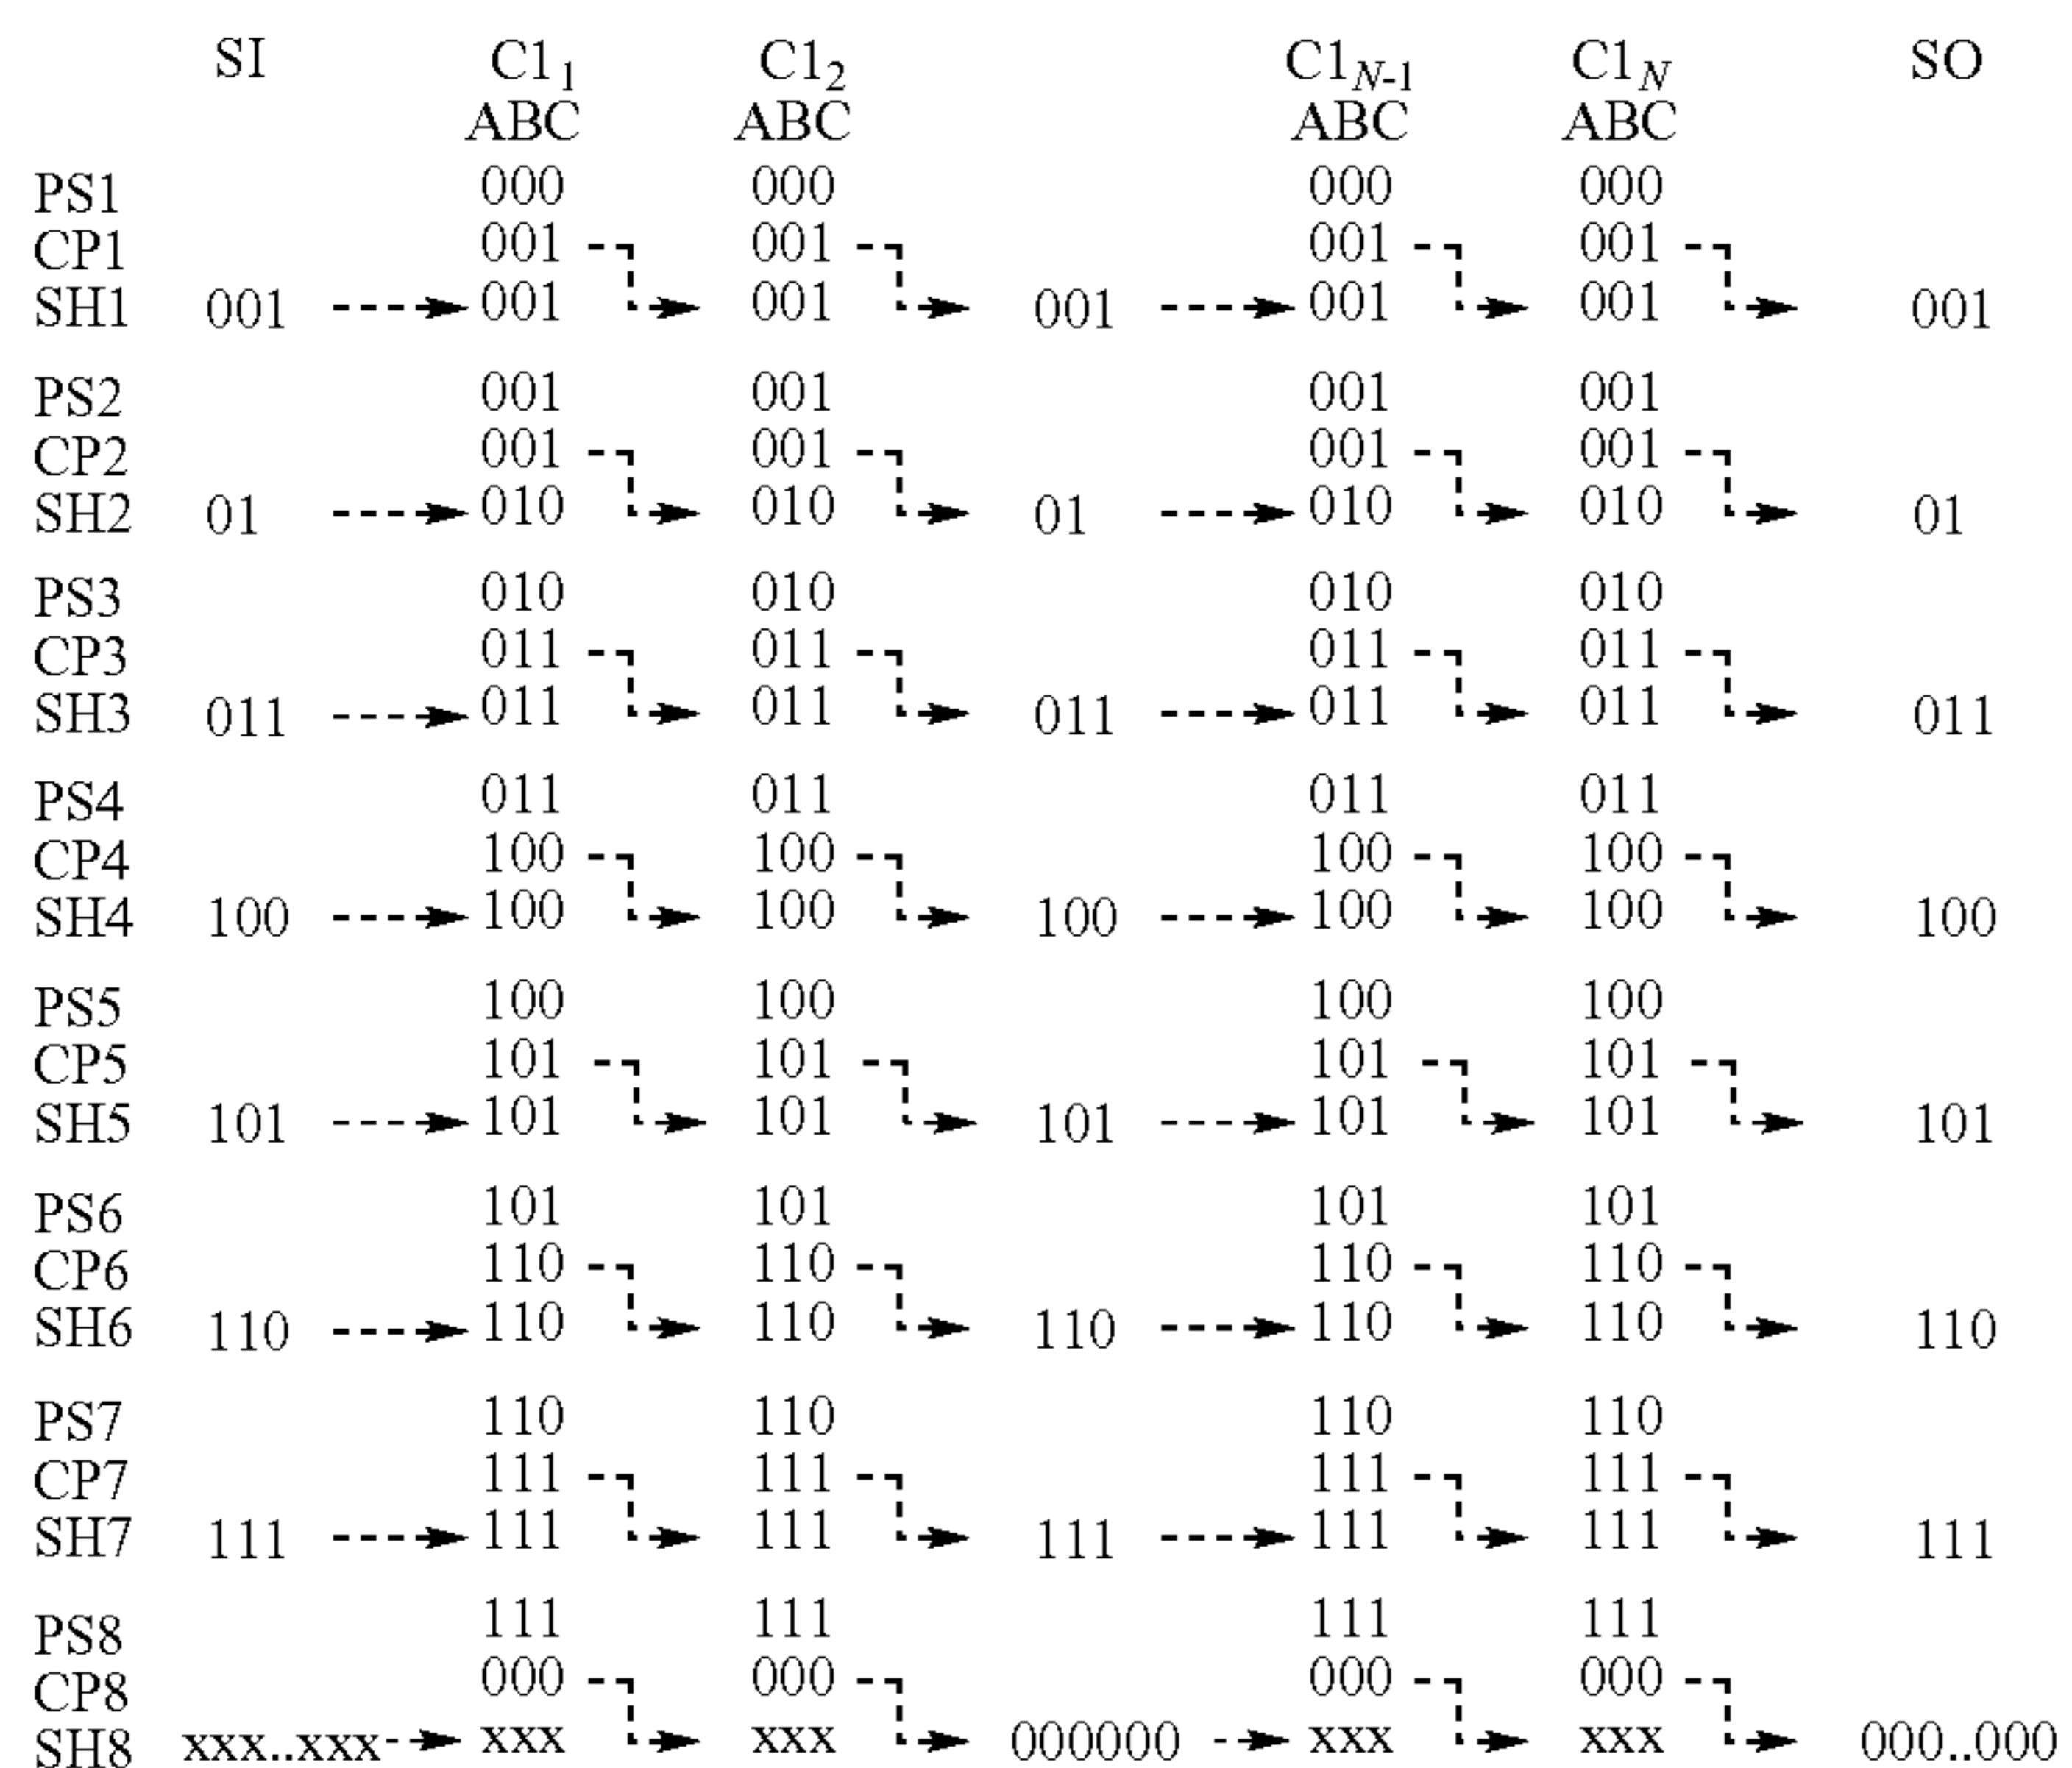 SI C1₁ C1₂ C1N-1 C1N SO
ABC ABC ABC ABC
PS1 000 000 000 000
CP1 001 001 001 001
SH1 001 001 001 001 001 001 001
PS2 001 001 001 001
CP2 001 001 001 001
SH2 01 010 010 01 010 010 01
PS3 010 010 010 010
CP3 011 011 011 011
SH3 011 011 011 011 011 011 011
PS4 011 011 011 011
CP4 100 100 100 100
SH4 100 100 100 100 100 100 100
PS5 100 100 100 100
CP5 101 101 101 101
SH5 101 101 101 101 101 101 101
PS6 101 101 101 101
CP6 110 110 110 110
SH6 110 110 110 110 110 110 110
PS7 110 110 110 110
CP7 111 111 111 111
SH7 111 111 111 111 111 111 111
PS8 111 111 111 111
CP8 000 000 000 000
SH8 xxx..xxx xxx xxx 000000 xxx xxx 000..000